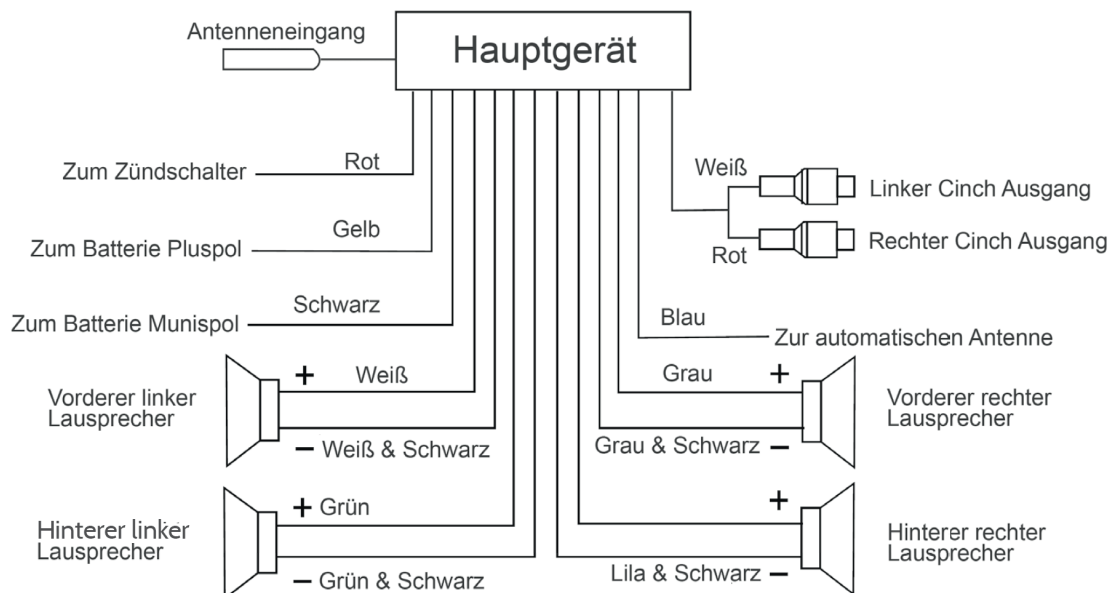 Antenneneingang
Hauptgerät
Rot
Zum Zündschalter
Gelb
Zum Batterie Pluspol
Schwarz
Zum Batterie Munispol
Weiß
Linker Cinch Ausgang
Rot
Rechter Cinch Ausgang
Blau
Zur automatischen Antenne
+ Weiß
Vorderer linker
Lausprecher
– Weiß & Schwarz
Grau +
Vorderer rechter
Lausprecher
Grau & Schwarz –
+ Grün
Hinterer linker
Lausprecher
– Grün & Schwarz
+
Hinterer rechter
Lausprecher
Lila & Schwarz –